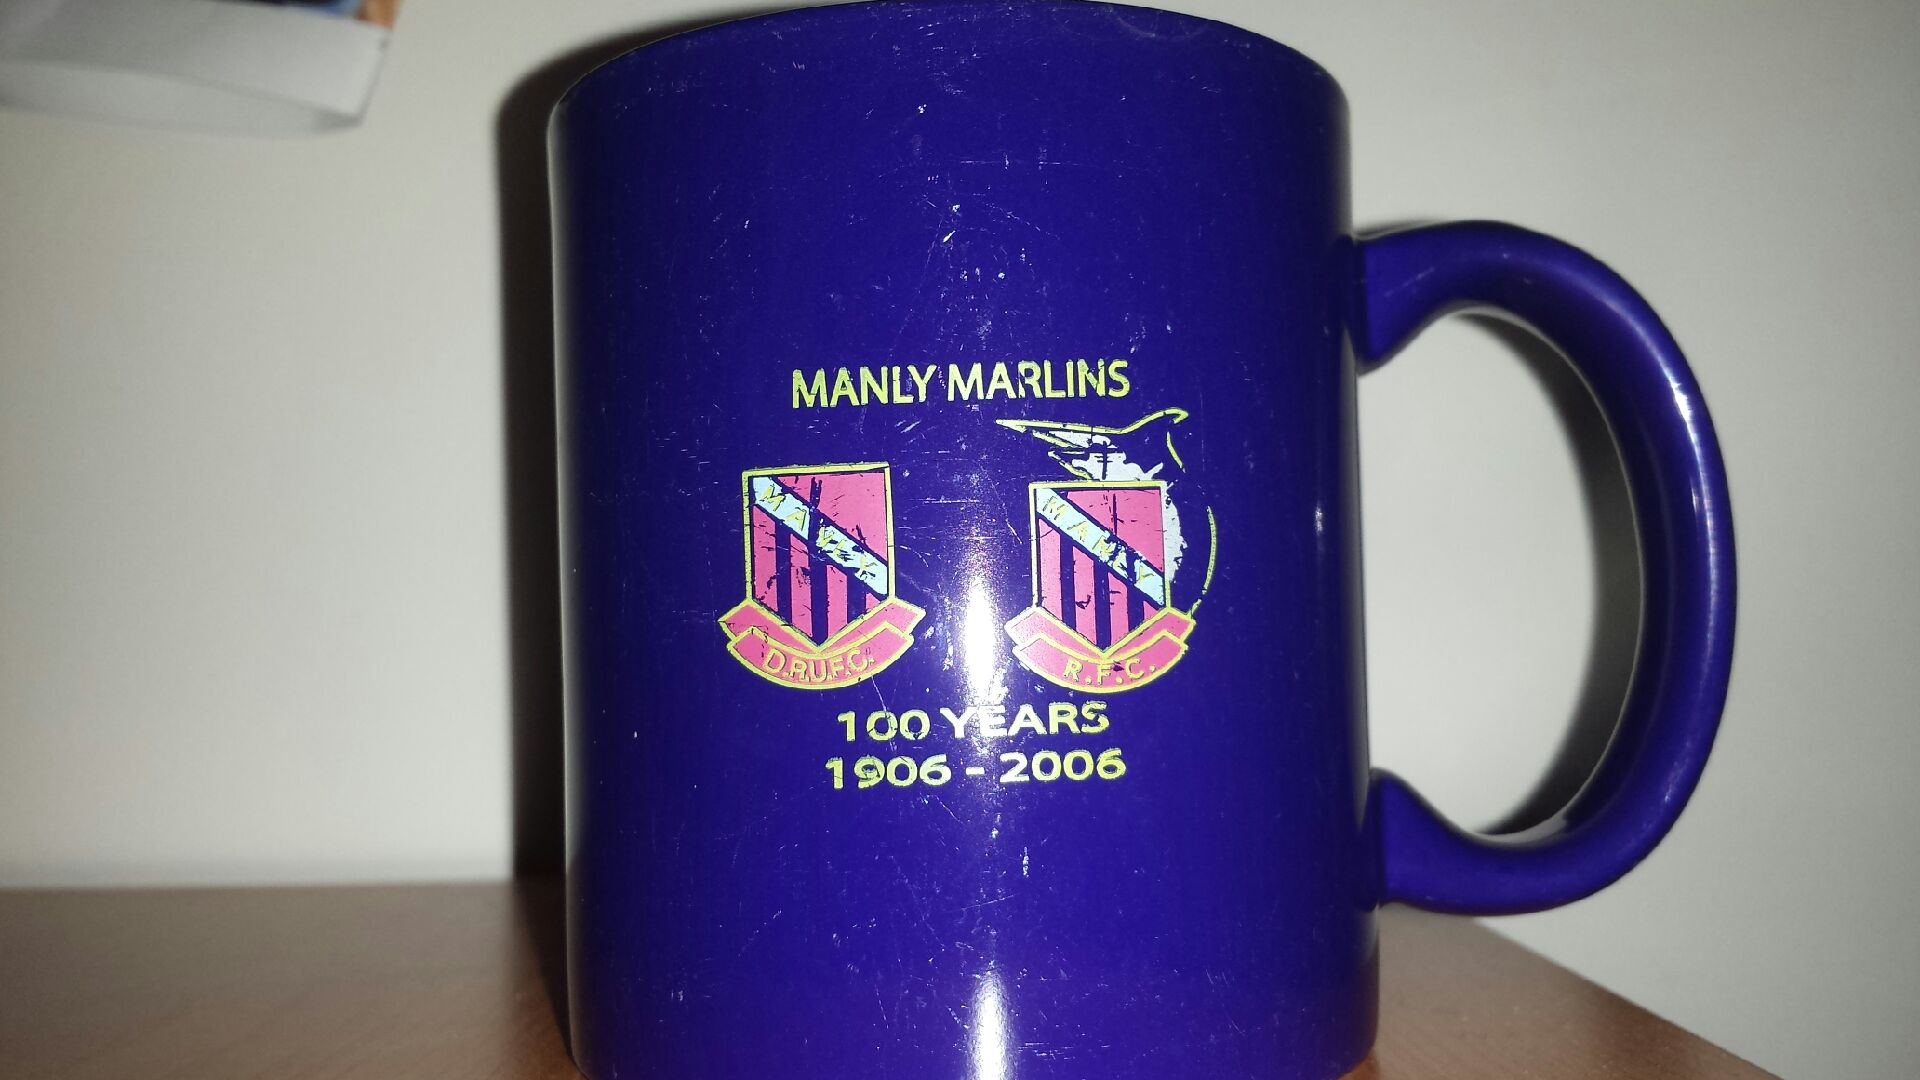 MANLY MARLINS
MANLY
MANLY
D.R.U.F.C.
R.F.C.
100 YEARS
1906 - 2006